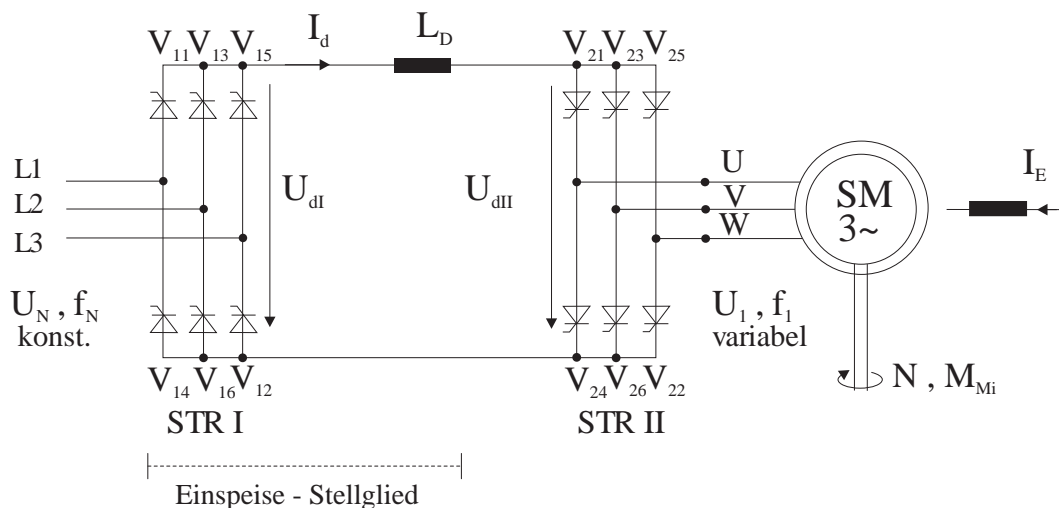 V11 V13 V15 Id LD V21 V23 V25
L1
L2
L3
UdI UdII
U
V
W
SM
3~
IE
UN , fN
konst.
U1 , f1
variabel
V14 V16 V12 V24 V26 V22
N , MMi
STR I STR II
Einspeise - Stellglied